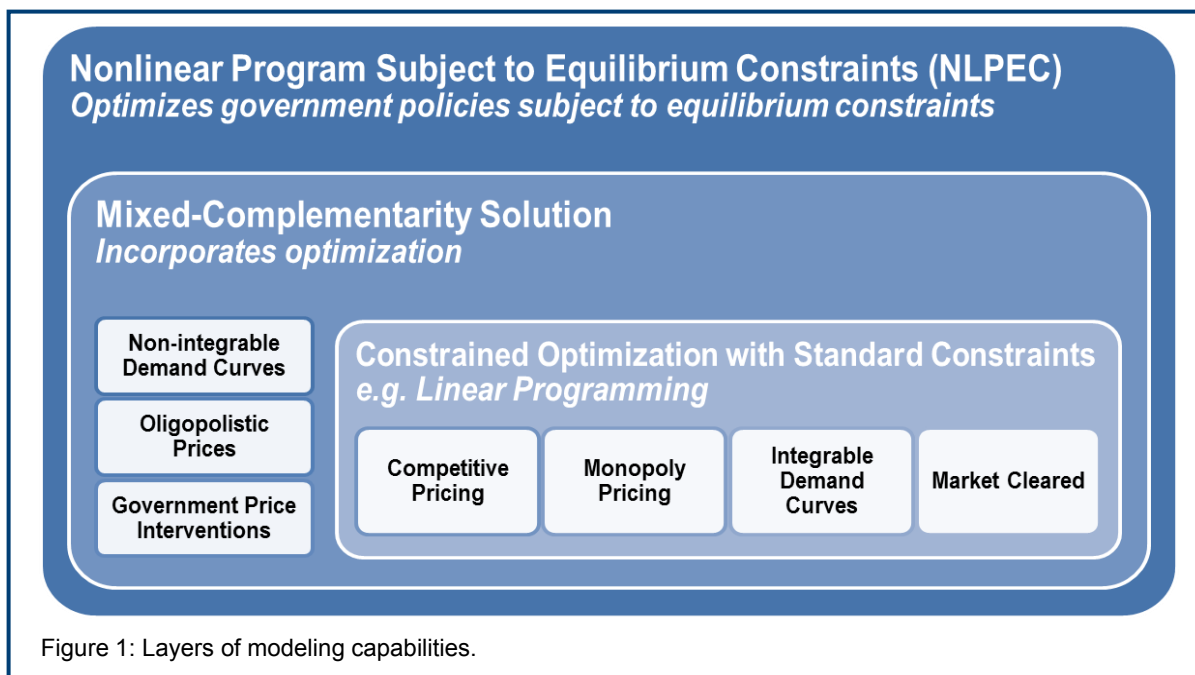 Nonlinear Program Subject to Equilibrium Constraints (NLPEC)
Optimizes government policies subject to equilibrium constraints
Mixed-Complementarity Solution
Incorporates optimization
Non-integrable
Demand Curves
Oligopolistic
Prices
Government Price
Interventions
Constrained Optimization with Standard Constraints
e.g. Linear Programming
Competitive
Pricing
Monopoly
Pricing
Integrable
Demand
Curves
Market Cleared
Figure 1: Layers of modeling capabilities.